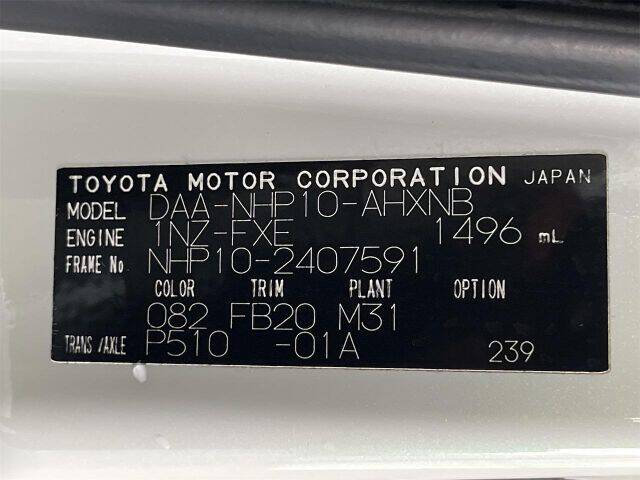 TOYOTA MOTOR CORPORATION JAPAN
MODEL DAA-NHP10-AHXNB
ENGINE 1NZ-FXE 1496 mL
FRAME No NHP10-2407591
COLOR TRIM PLANT OPTION
082 FB20 M31
TRANS/AXLE P510 -01A 239